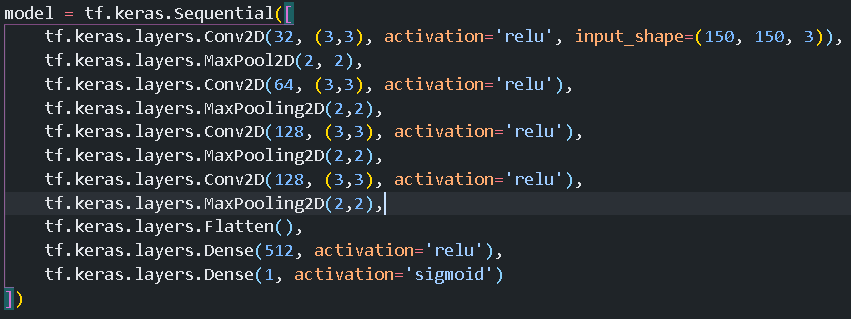 model = tf.keras.Sequential([
    tf.keras.layers.Conv2D(32, (3,3), activation='relu', input_shape=(150, 150, 3)),
    tf.keras.layers.MaxPool2D(2, 2),
    tf.keras.layers.Conv2D(64, (3,3), activation='relu'),
    tf.keras.layers.MaxPooling2D(2,2),
    tf.keras.layers.Conv2D(128, (3,3), activation='relu'),
    tf.keras.layers.MaxPooling2D(2,2),
    tf.keras.layers.Conv2D(128, (3,3), activation='relu'),
    tf.keras.layers.MaxPooling2D(2,2),
    tf.keras.layers.Flatten(),
    tf.keras.layers.Dense(512, activation='relu'),
    tf.keras.layers.Dense(1, activation='sigmoid')
])